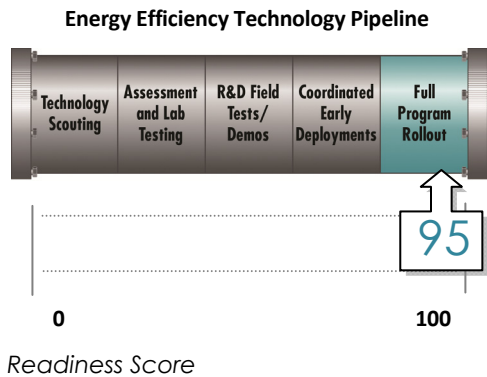 Energy Efficiency Technology Pipeline
Technology
Scouting
Assessment
and Lab
Testing
R&D Field
Tests/
Demos
Coordinated
Early
Deployments
Full
Program
Rollout
95
0
100
Readiness Score